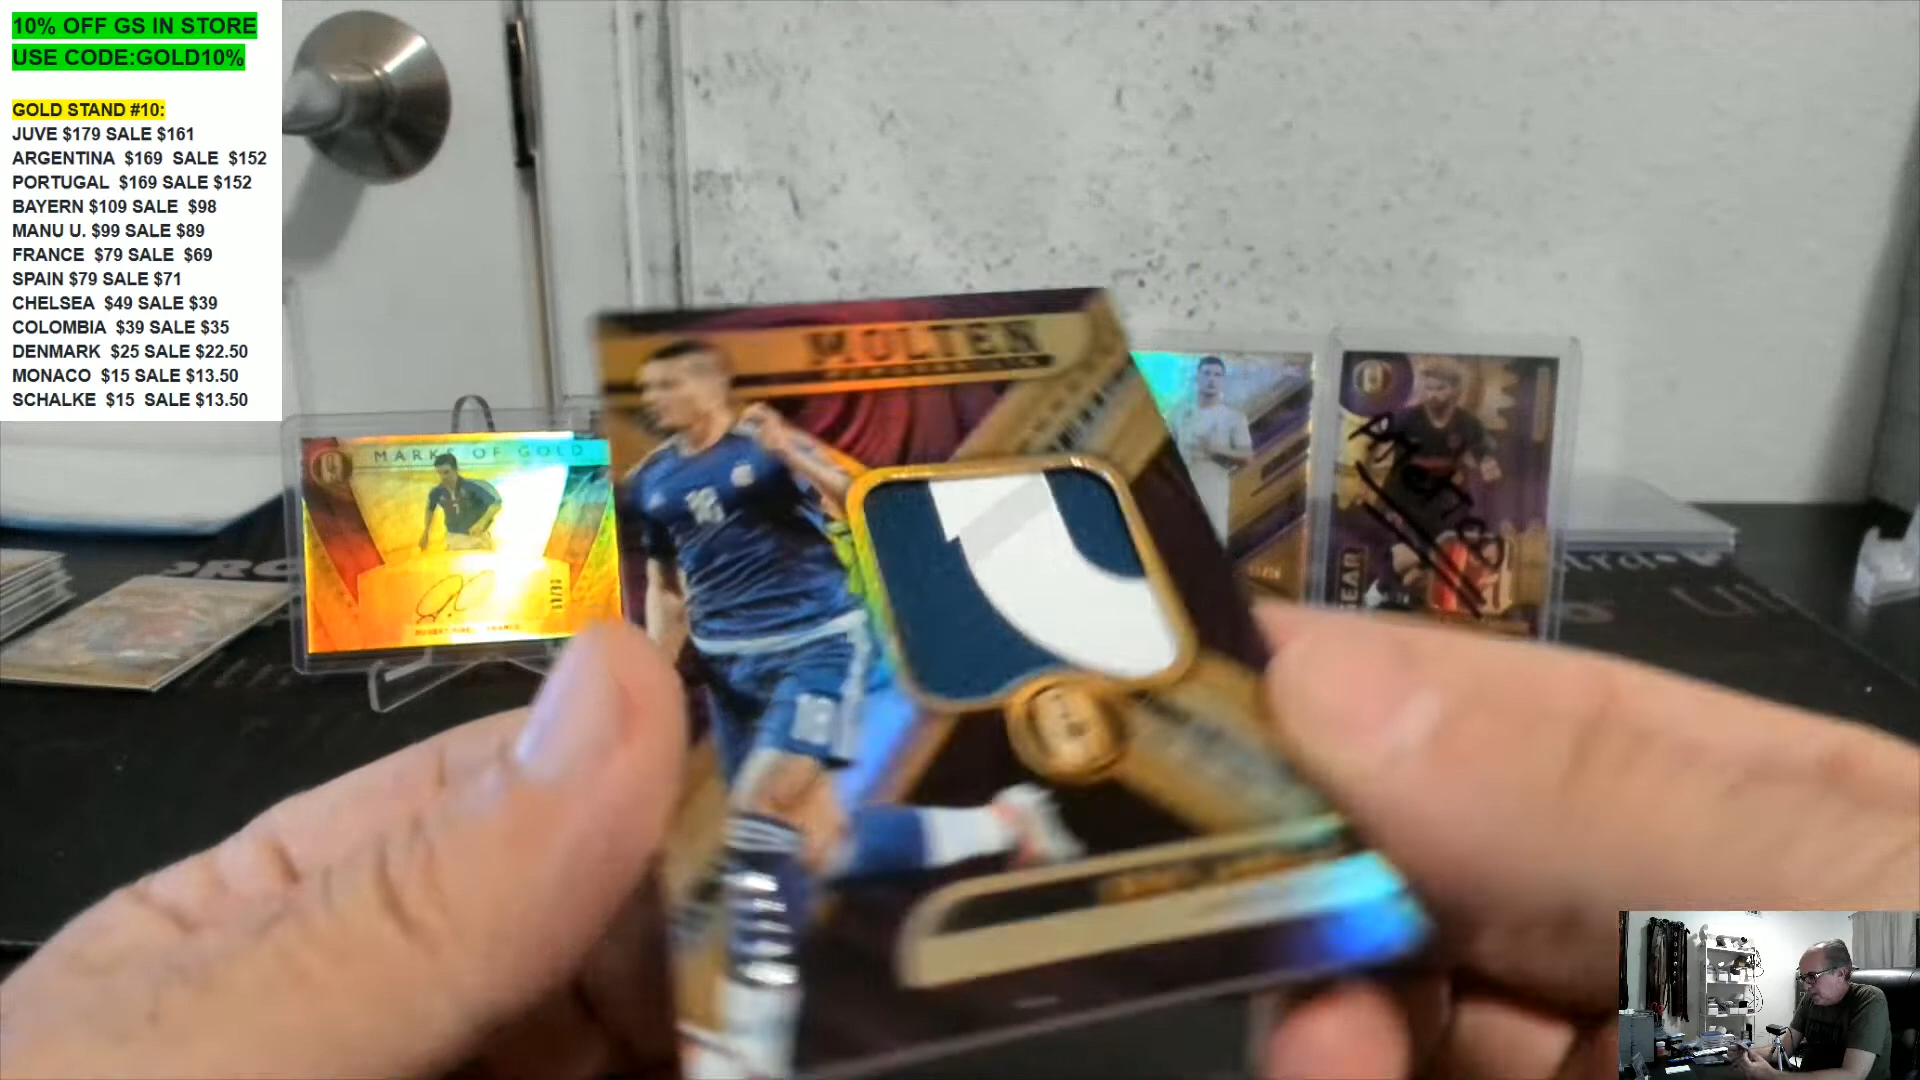 10% OFF GS IN STORE
USE CODE:GOLD10%
GOLD STAND #10:
JUVE $179 SALE $161
ARGENTINA $169 SALE $152
PORTUGAL $169 SALE $152
BAYERN $109 SALE $98
MANU U. $99 SALE $89
FRANCE $79 SALE $69
SPAIN $79 SALE $71
CHELSEA $49 SALE $39
COLOMBIA $39 SALE $35
DENMARK $25 SALE $22.50
MONACO $15 SALE $13.50
SCHALKE $15 SALE $13.50
MOLTEN
MARKS OF GOLD
GEAR